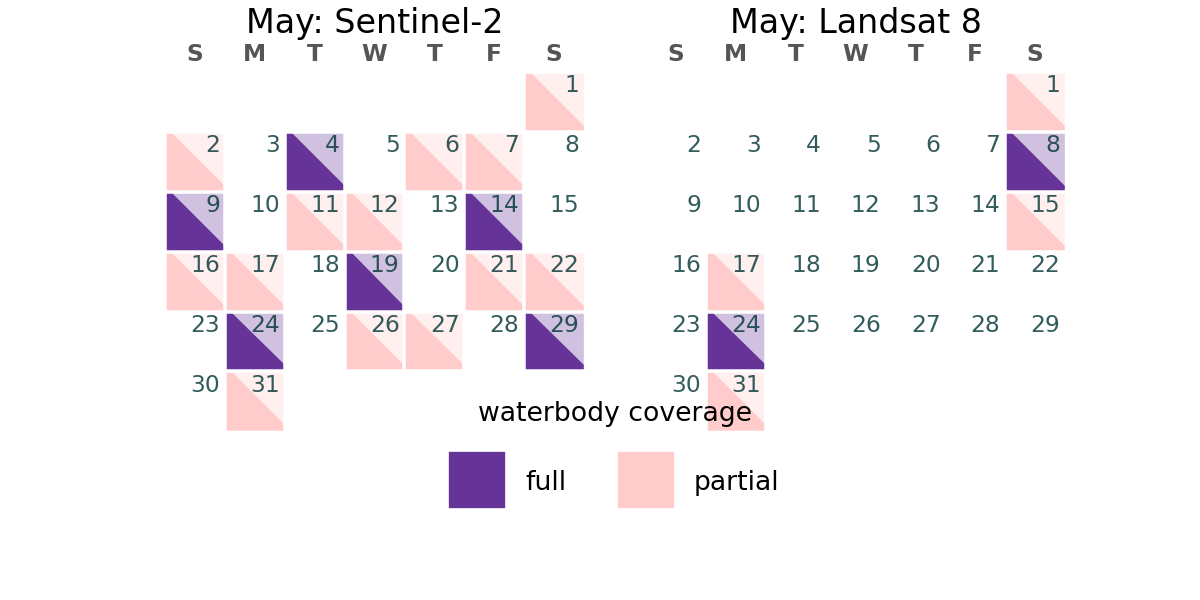 May: Sentinel-2
S M T W T F S
1
2 3 4 5 6 7 8
9 10 11 12 13 14 15
16 17 18 19 20 21 22
23 24 25 26 27 28 29
30 31
May: Landsat 8
S M T W T F S
1
2 3 4 5 6 7 8
9 10 11 12 13 14 15
16 17 18 19 20 21 22
23 24 25 26 27 28 29
30 31
waterbody coverage
full partial